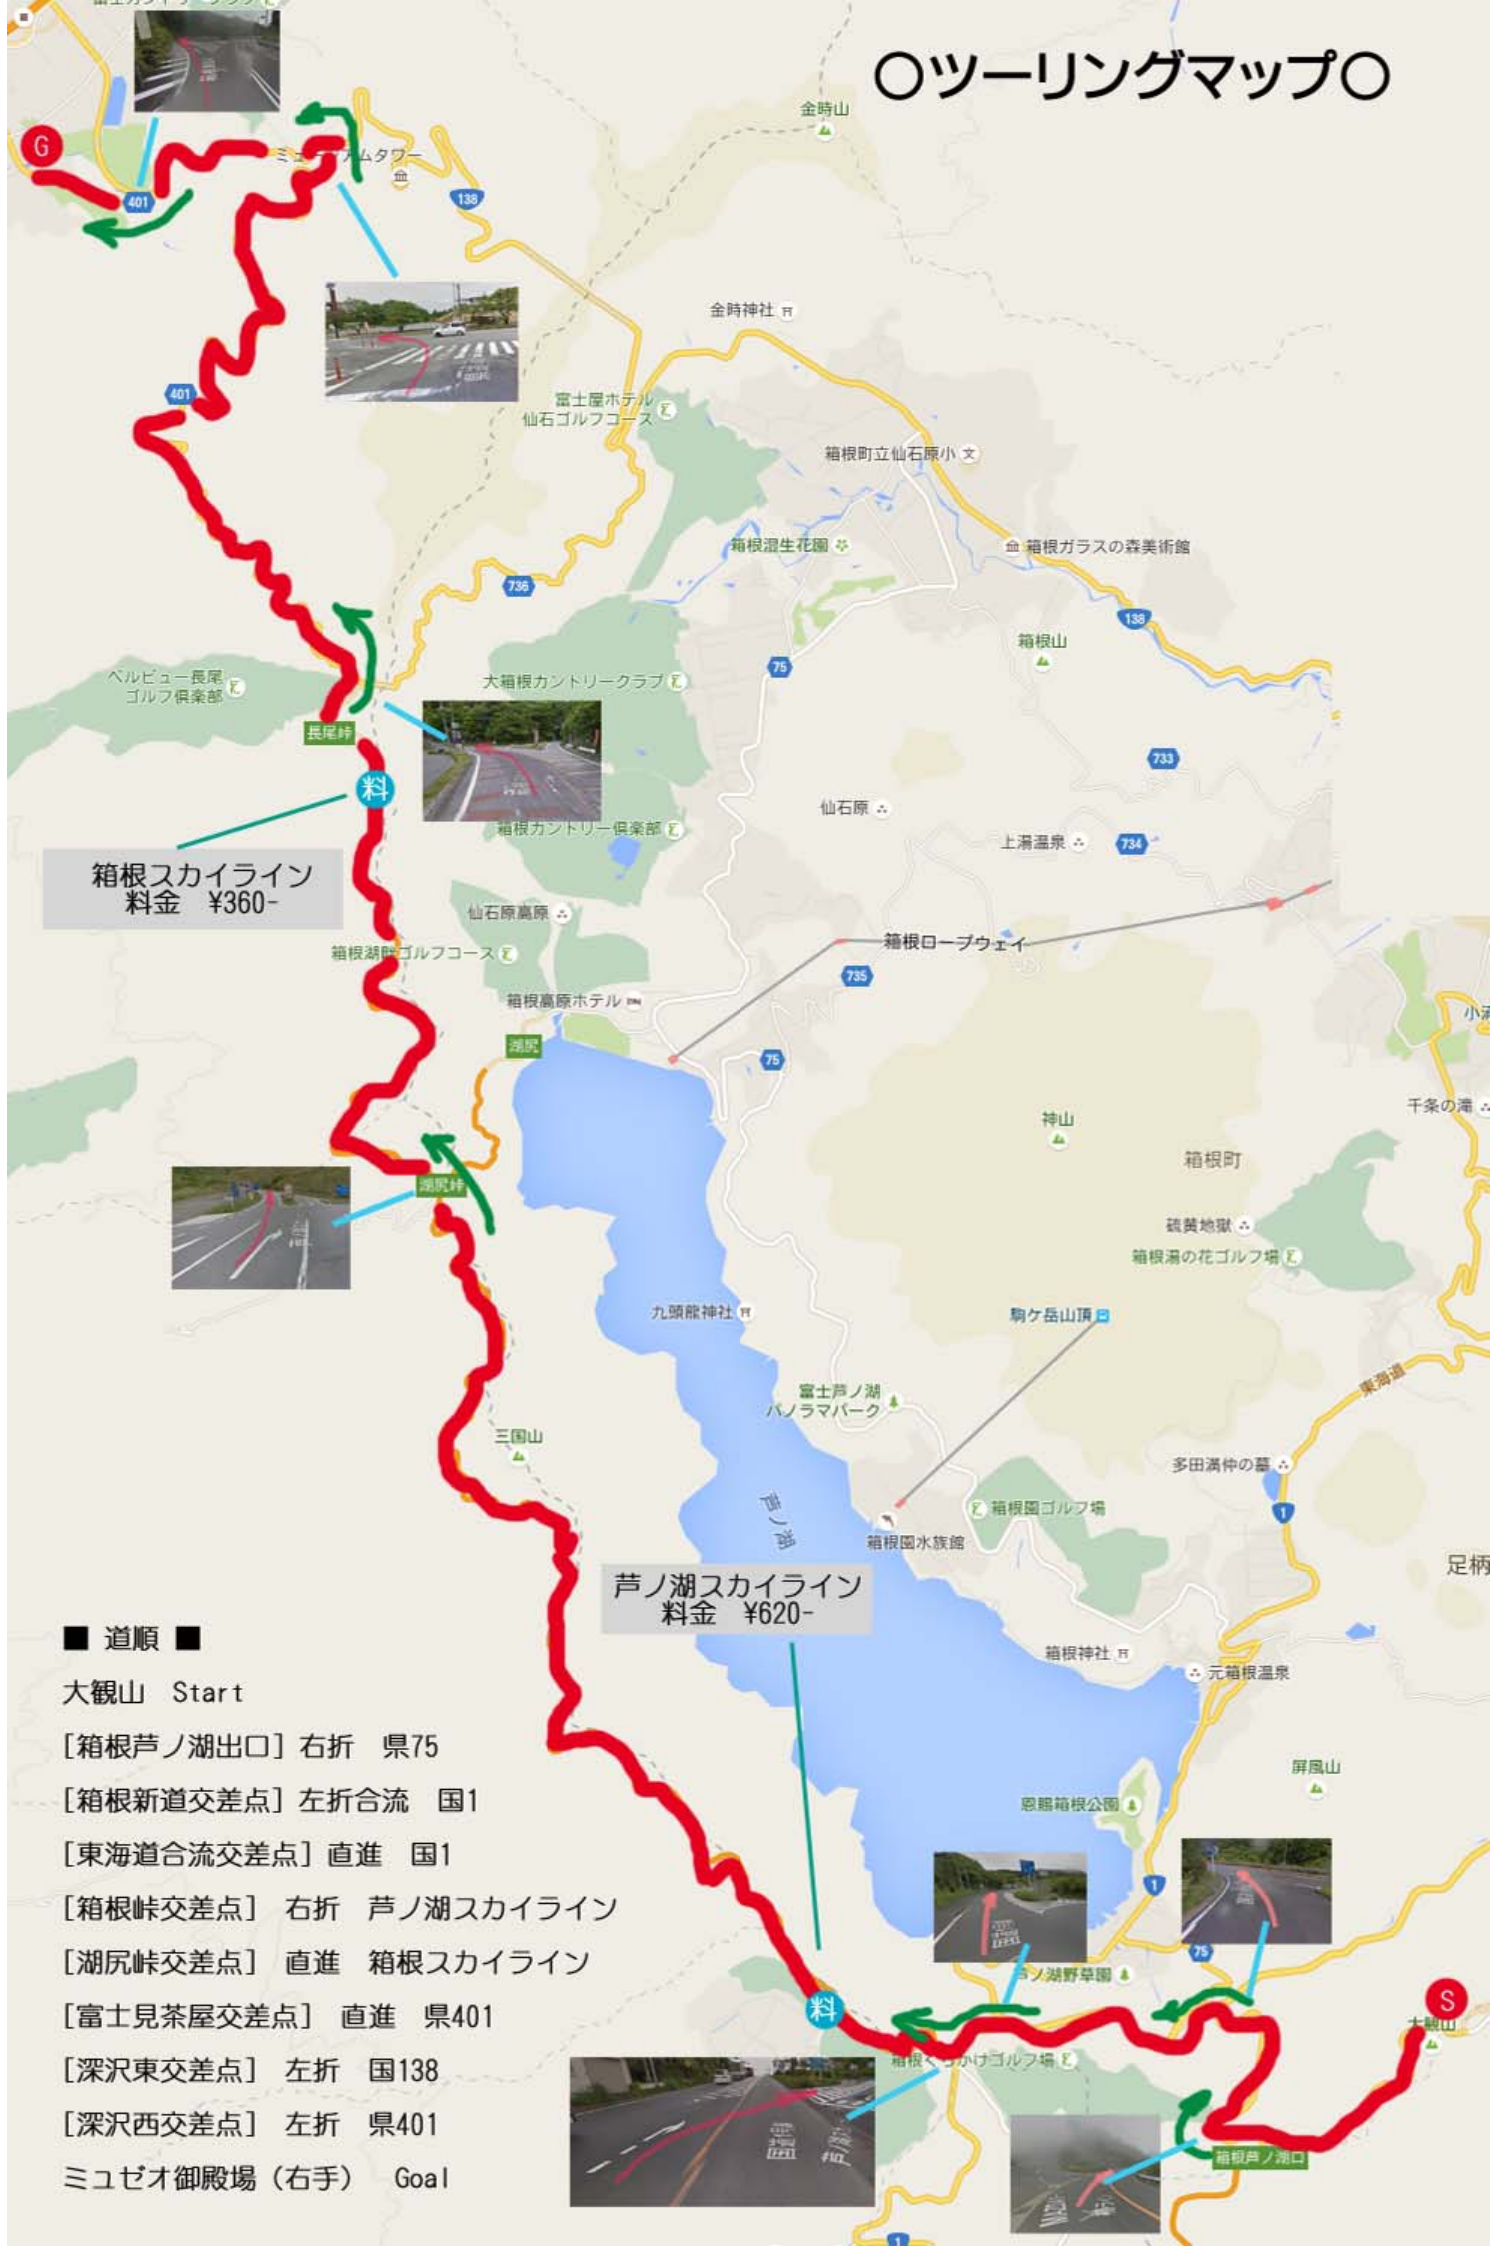 〇ツーリングマップ〇
金時山
G
ミュージアムタワー
401
138
金時神社
401
富士屋ホテル
仙石ゴルフコース
箱根町立仙石原小
箱根湿生花園
箱根ガラスの森美術館
736
138
箱根山
75
ベルビュー長尾
ゴルフ倶楽部
大箱根カントリークラブ
長尾峠
733
料
仙石原
箱根カントリー倶楽部
上湯温泉
734
箱根スカイライン
料金 ¥360-
仙石原高原
箱根湖畔ゴルフコース
箱根ロープウェイ
735
箱根高原ホテル
湖尻
75
千条の滝
神山
箱根町
湖尻峠
硫黄地獄
箱根湯の花ゴルフ場
九頭龍神社
駒ケ岳山頂
東海道
富士芦ノ湖
パノラマパーク
三国山
多田満仲の墓
芦ノ湖
箱根園ゴルフ場
1
箱根園水族館
足柄
芦ノ湖スカイライン
料金 ¥620-
箱根神社
元箱根温泉
屏風山
恩賜箱根公園
1
75
芦ノ湖野草園
料
S
大観山
箱根くらかけゴルフ場
箱根芦ノ湖口
1
■ 道順 ■
大観山 Start
[箱根芦ノ湖出口] 右折 県75
[箱根新道交差点] 左折合流 国1
[東海道合流交差点] 直進 国1
[箱根峠交差点] 右折 芦ノ湖スカイライン
[湖尻峠交差点] 直進 箱根スカイライン
[富士見茶屋交差点] 直進 県401
[深沢東交差点] 左折 国138
[深沢西交差点] 左折 県401
ミュゼオ御殿場（右手） Goal